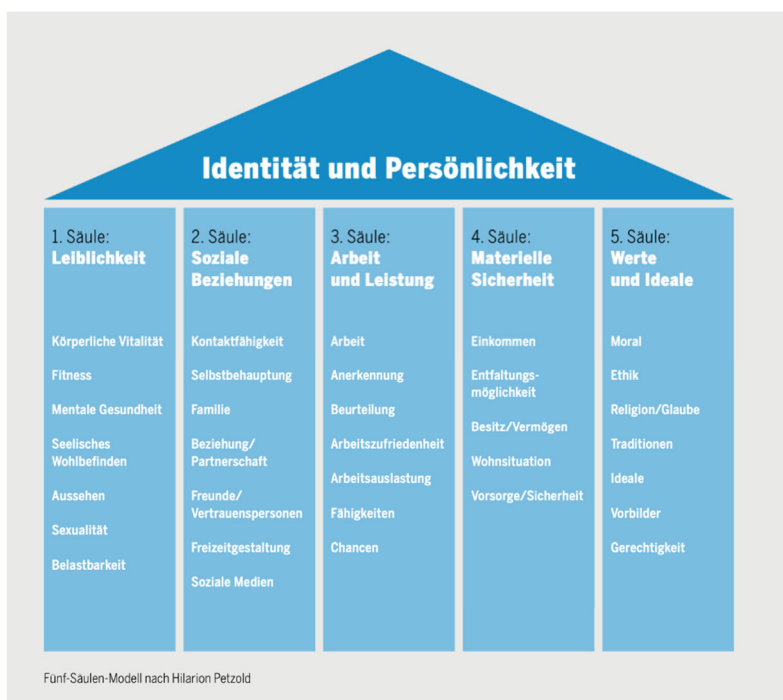 Identität und Persönlichkeit
1. Säule:
Leiblichkeit
Körperliche Vitalität
Fitness
Mentale Gesundheit
Seelisches
Wohlbefinden
Aussehen
Sexualität
Belastbarkeit
2. Säule:
Soziale
Beziehungen
Kontaktfähigkeit
Selbstbehauptung
Familie
Beziehung/
Partnerschaft
Freunde/
Vertrauenspersonen
Freizeitgestaltung
Soziale Medien
3. Säule:
Arbeit
und Leistung
Arbeit
Anerkennung
Beurteilung
Arbeitszufriedenheit
Arbeitsauslastung
Fähigkeiten
Chancen
4. Säule:
Materielle
Sicherheit
Einkommen
Entfaltungs-
möglichkeit
Besitz/Vermögen
Wohnsituation
Vorsorge/Sicherheit
5. Säule:
Werte
und Ideale
Moral
Ethik
Religion/Glaube
Traditionen
Ideale
Vorbilder
Gerechtigkeit
Fünf-Säulen-Modell nach Hilarion Petzold